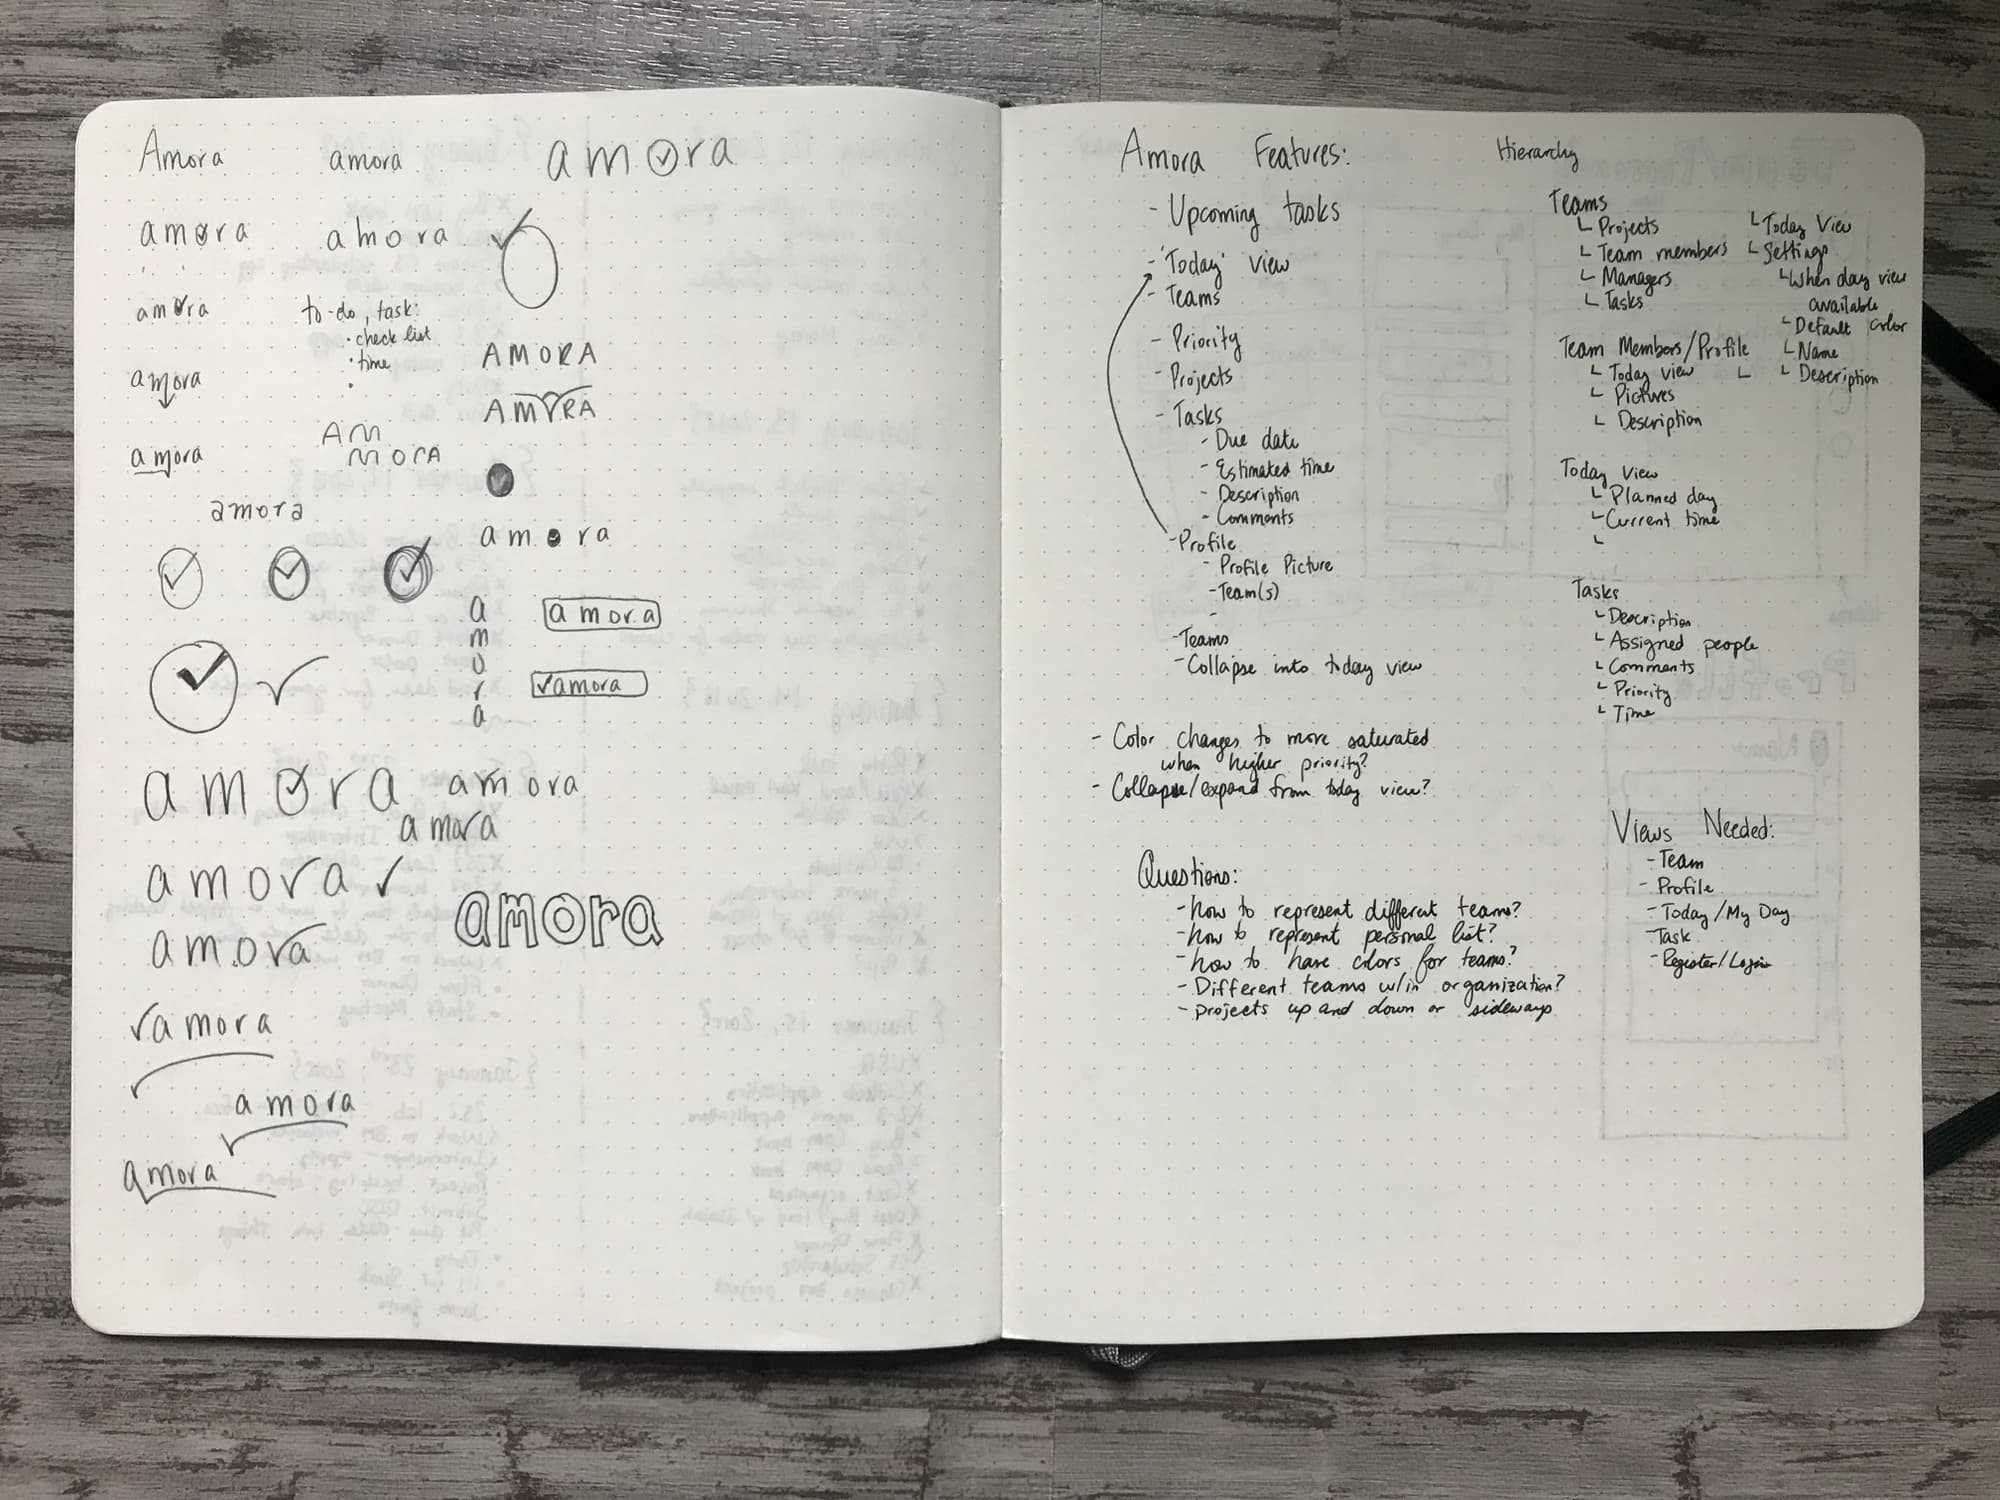 Amora
amora
amora
amora
amora
amora
to-do, task:
· check list
· time
·
amora
AMORA
amora
AMORA
AM
MORA
amora
amora
amora
amora
amora
amora
ramora
amora
amora
amora
amora
amora
amora
ramora
amora
amora
Amora Features:
- Upcoming tasks
- 'Today' view
- Teams
- Priority
- Projects
- Tasks
- Due date
- Estimated time
- Description
- Comments
- Profile
- Profile Picture
- Team(s)
-
- Teams
- Collapse into today view
- Color changes to more saturated
when higher priority?
- Collapse/expand from today view?
Questions:
- how to represent different teams?
- how to represent personal list?
- how to have colors for teams?
- Different teams w/in organization?
- projects up and down or sideways
Hierarchy
Teams
└ Projects
└ Team members
└ Managers
└ Tasks
└ Today View
└ Settings
└ When day view
available
└ Default color
└ Name
└ Description
Team Members/Profile
└ Today view
└ Pictures
└ Description
└
Today View
└ Planned day
└ Current time
└
Tasks
└ Description
└ Assigned people
└ Comments
└ Priority
└ Time
Views Needed:
- Team
- Profile
- Today/My Day
- Task
- Register/Login